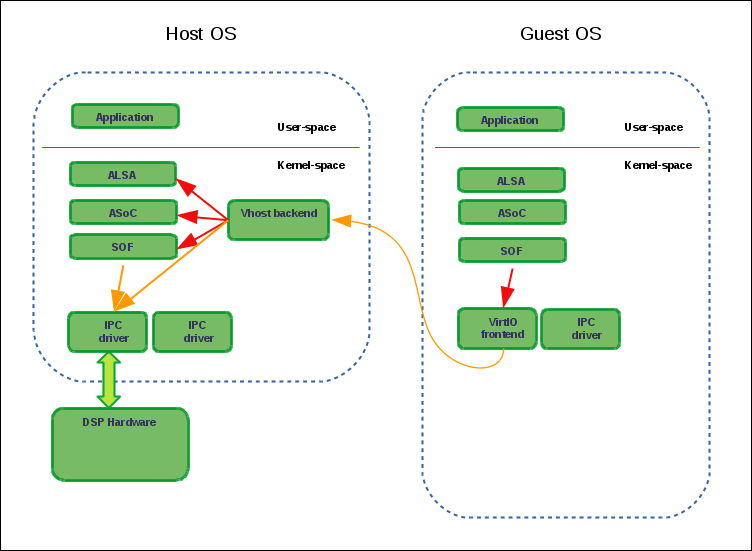 Host OS
Guest OS
Application
User-space
Kernel-space
ALSA
ASoC
SOF
Vhost backend
IPC
driver
IPC
driver
DSP Hardware
Application
User-space
Kernel-space
ALSA
ASoC
SOF
VirtIO
frontend
IPC
driver